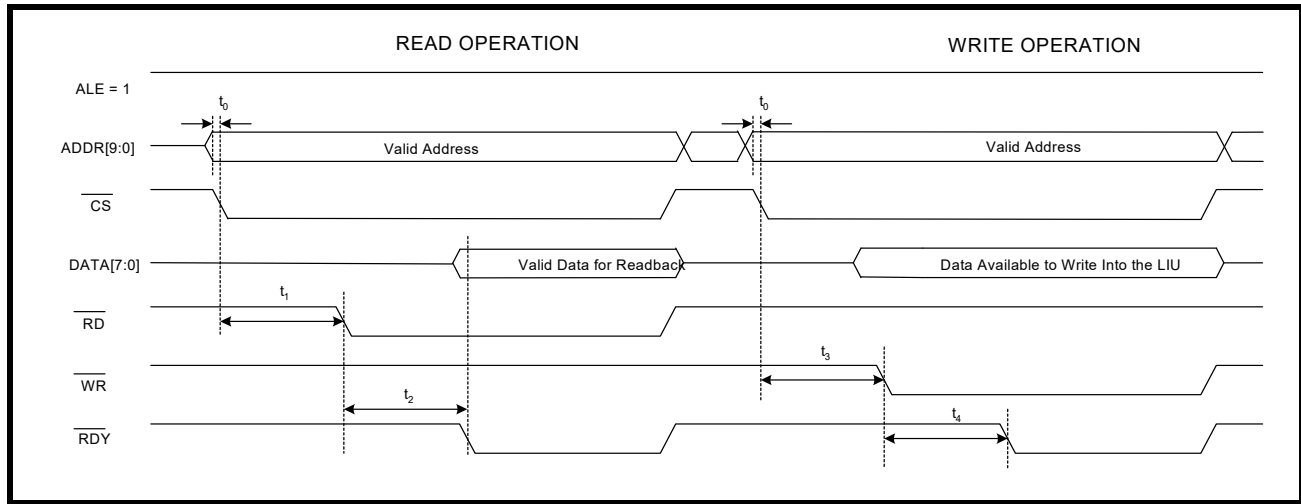 READ OPERATION WRITE OPERATION
ALE = 1
t0 t0
ADDR[9:0] Valid Address Valid Address
CS
DATA[7:0] Valid Data for Readback Data Available to Write Into the LIU
t1
RD
t3
WR
t2 t4
RDY